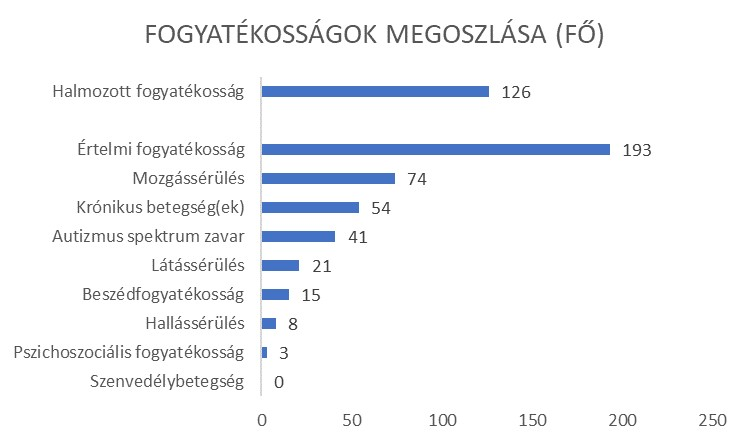 FOGYATÉKOSSÁGOK MEGOSZLÁSA (FŐ)
Halmozott fogyatékosság 126
Értelmi fogyatékosság 193
Mozgássérülés 74
Krónikus betegség(ek) 54
Autizmus spektrum zavar 41
Látássérülés 21
Beszédfogyatékosság 15
Hallássérülés 8
Pszichoszociális fogyatékosság 3
Szenvedélybetegség 0
0 50 100 150 200 250